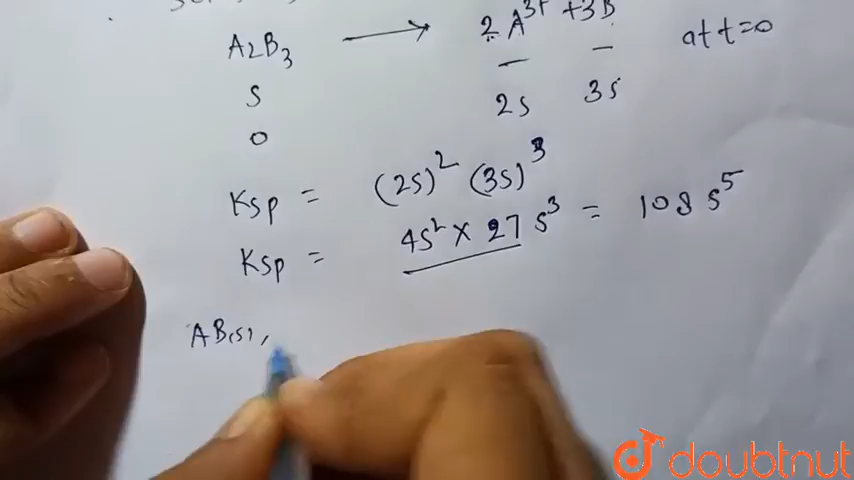 A2B3 → 2A³⁺ + 3B at t=0
S — —
0 2S 3S
Ksp = (2S)² (3S)³
Ksp = 4S² × 27 S³ = 108 S⁵
AB(S),
doubtnut